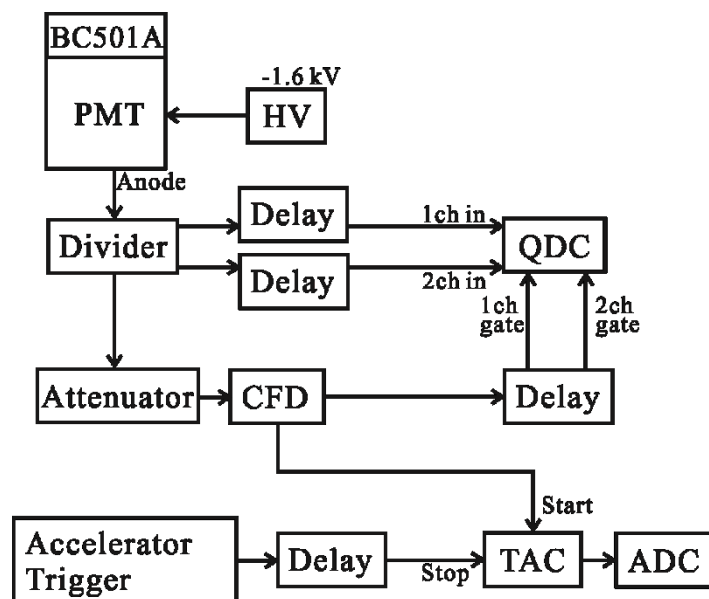 BC501A
PMT
-1.6 kV
HV
Anode
Divider
Delay
Delay
1ch in
2ch in
QDC
1ch
gate
2ch
gate
Attenuator
CFD
Delay
Start
Accelerator
Trigger
Delay
Stop
TAC
ADC